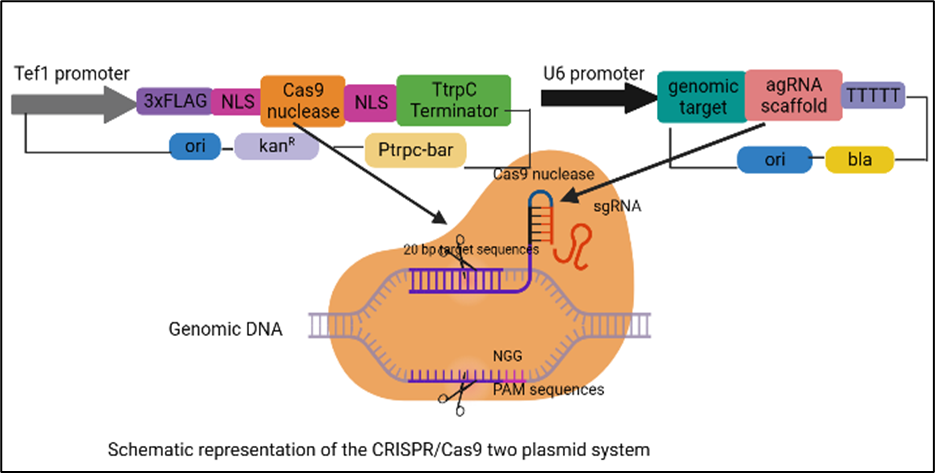 Tef1 promoter
3xFLAG
NLS
Cas9
nuclease
NLS
TtrpC
Terminator
ori
kanR
Ptrpc-bar
U6 promoter
genomic
target
agRNA
scaffold
TTTTT
ori
bla
Cas9 nuclease
sgRNA
20 bp target sequences
Genomic DNA
NGG
PAM sequences
Schematic representation of the CRISPR/Cas9 two plasmid system